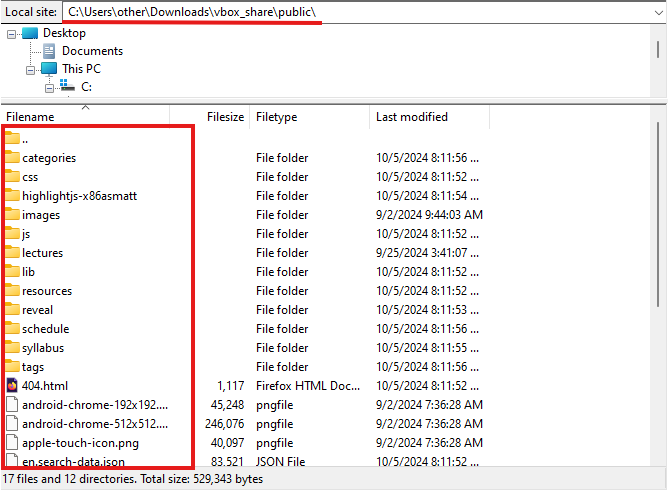 Local site: C:\Users\other\Downloads\vbox_share\public\
Desktop
Documents
This PC
C:
Filename Filesize Filetype Last modified
..
categories File folder 10/5/2024 8:11:56 ...
css File folder 10/5/2024 8:11:52 ...
highlightjs-x86asmatt File folder 10/5/2024 8:11:54 ...
images File folder 9/2/2024 9:44:03 AM
js File folder 10/5/2024 8:11:52 ...
lectures File folder 9/25/2024 3:41:07 ...
lib File folder 10/5/2024 8:11:52 ...
resources File folder 10/5/2024 8:11:52 ...
reveal File folder 10/5/2024 8:11:53 ...
schedule File folder 10/5/2024 8:11:56 ...
syllabus File folder 10/5/2024 8:11:55 ...
tags File folder 10/5/2024 8:11:56 ...
404.html 1,117 Firefox HTML Doc... 10/5/2024 8:11:52 ...
android-chrome-192x192.... 45,248 pngfile 9/2/2024 7:36:28 AM
android-chrome-512x512.... 246,076 pngfile 9/2/2024 7:36:28 AM
apple-touch-icon.png 40,097 pngfile 9/2/2024 7:36:28 AM
en.search-data.json 83,521 JSON File 10/5/2024 8:11:52 ...
17 files and 12 directories. Total size: 529,343 bytes